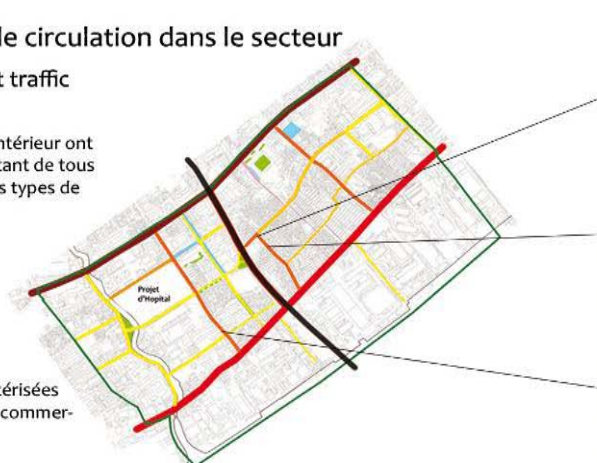 le circulation dans le secteur
t traffic
ntérieur ont
tant de tous
s types de
Projet
d'Hopital
térisées
commer-